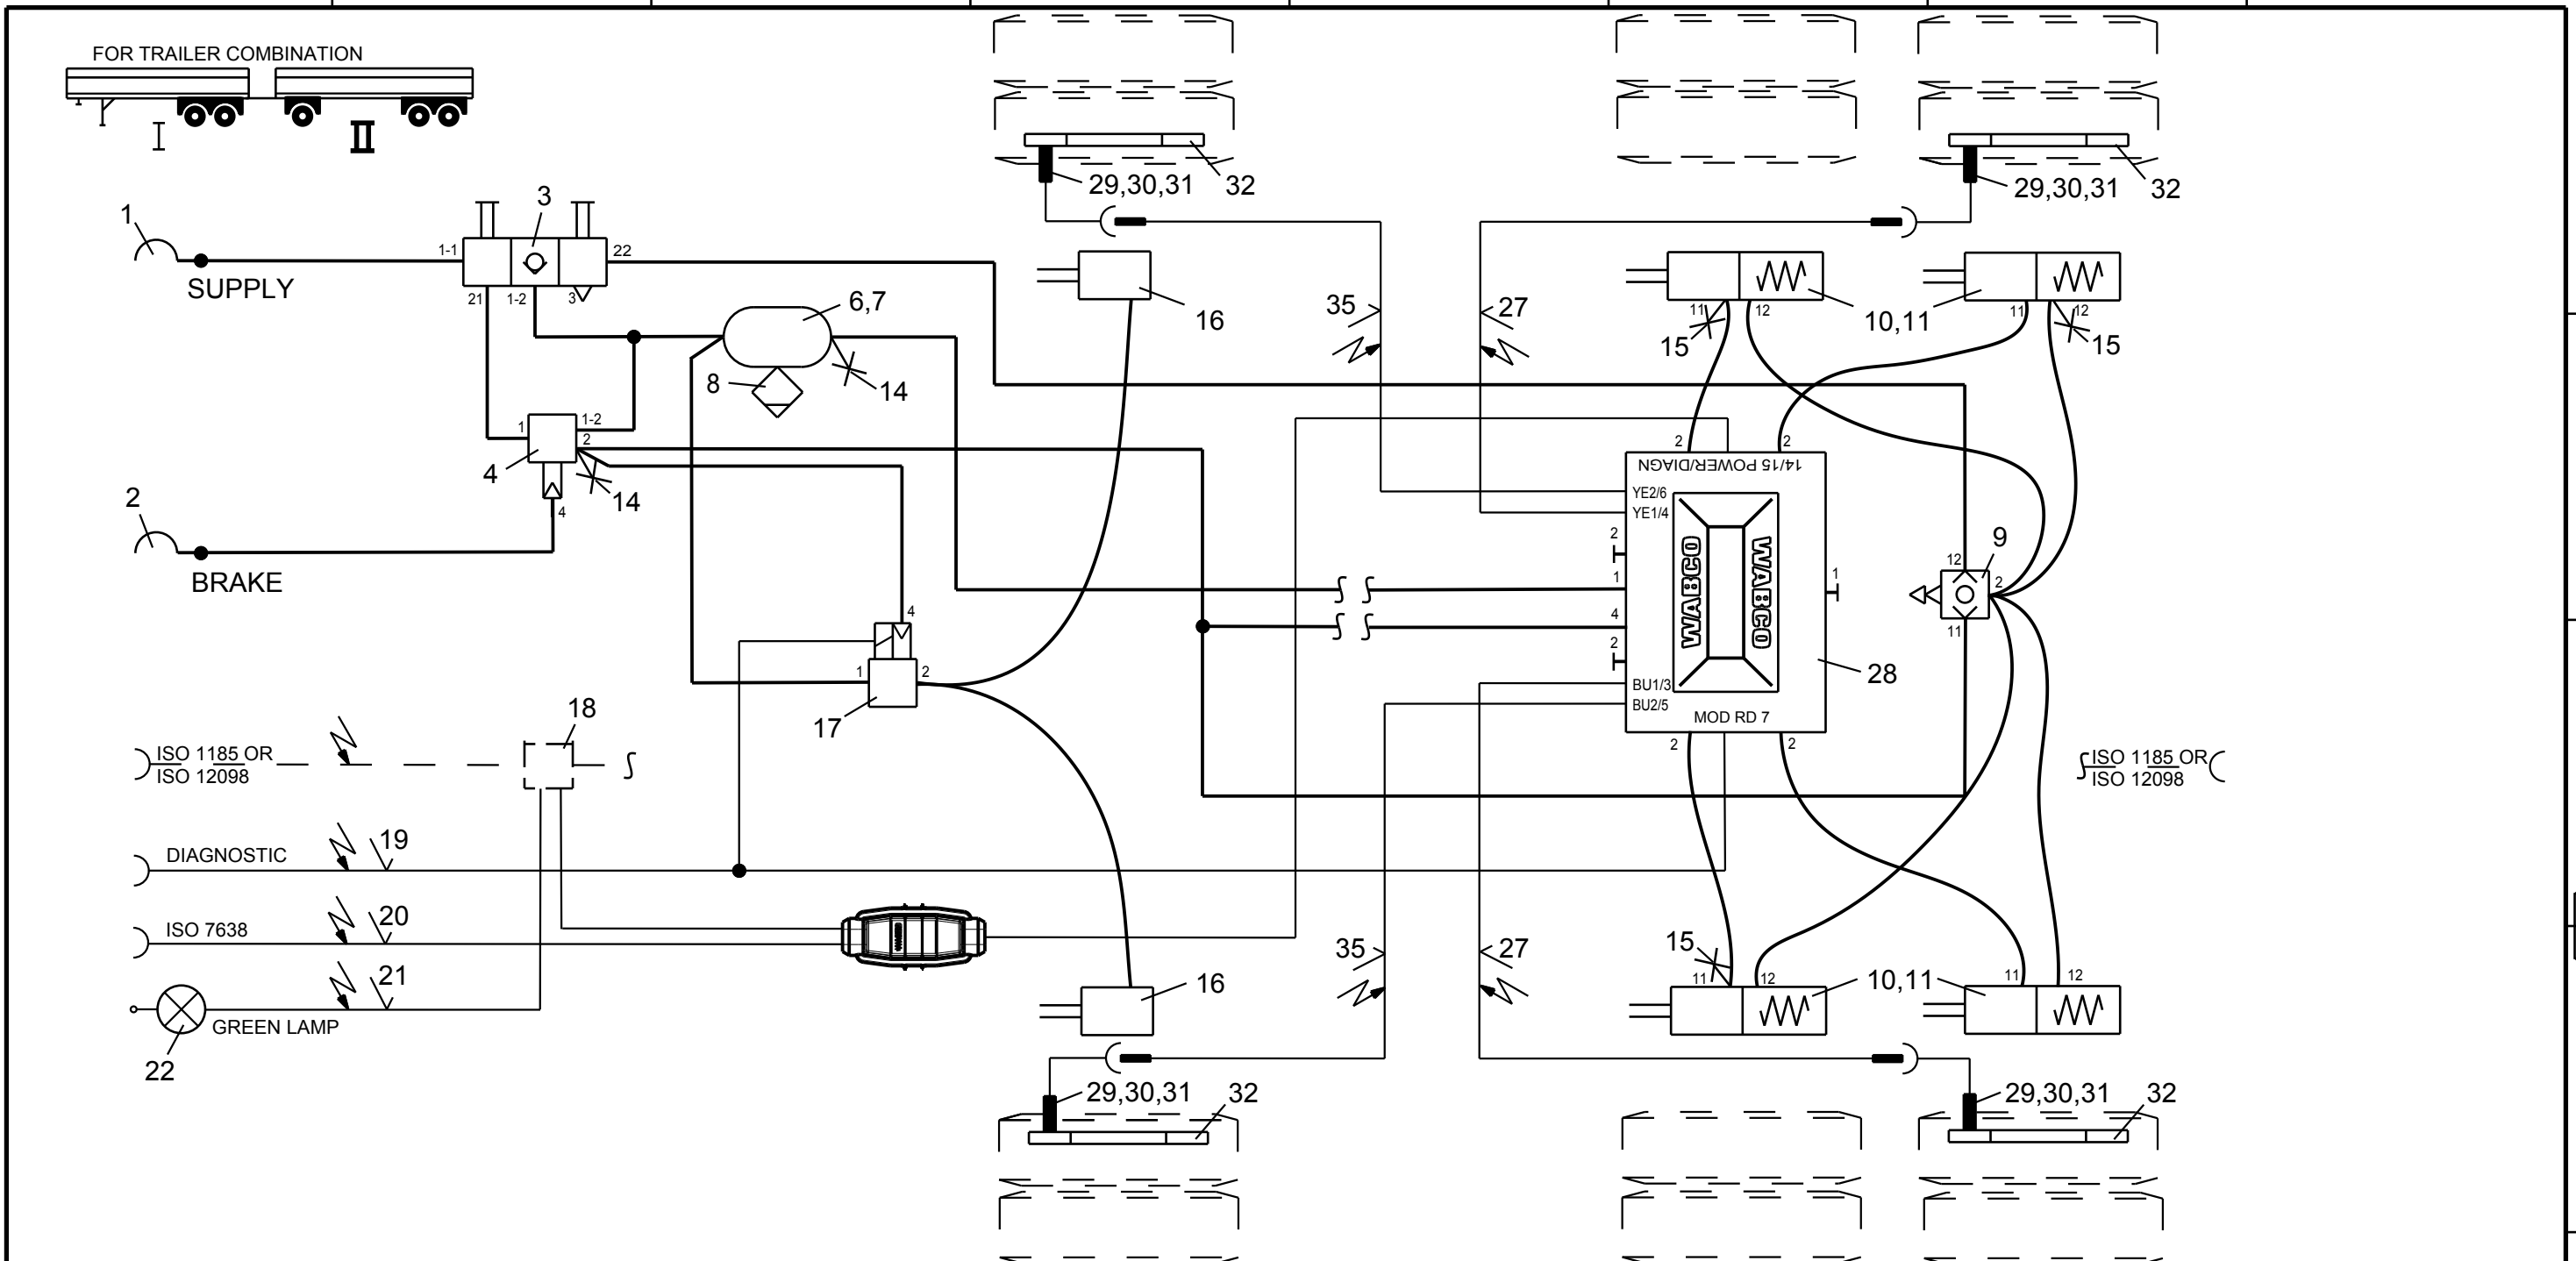 FOR TRAILER COMBINATION
I II
29,30,31 32
29,30,31 32
1
3
1-1 22
SUPPLY
21 1-2 3
6,7
16
35 27
11 12
10,11
11 12
15 15
8 14
1 1-2
2
4
14
4
2
BRAKE
2 2
14/15 POWER/DIAGN
YE2/6
YE1/4
2
1
4
2
BU1/3
BU2/5
MOD RD 7
WABCO WABCO
1
28
2 2
12 9
2
11
4
1 2
17
18
ISO 1185 OR
ISO 12098
ISO 1185 OR
ISO 12098
DIAGNOSTIC 19
ISO 7638 20
21
GREEN LAMP
22
16
35 27
15
11 12
10,11
11 12
29,30,31 32
29,30,31 32